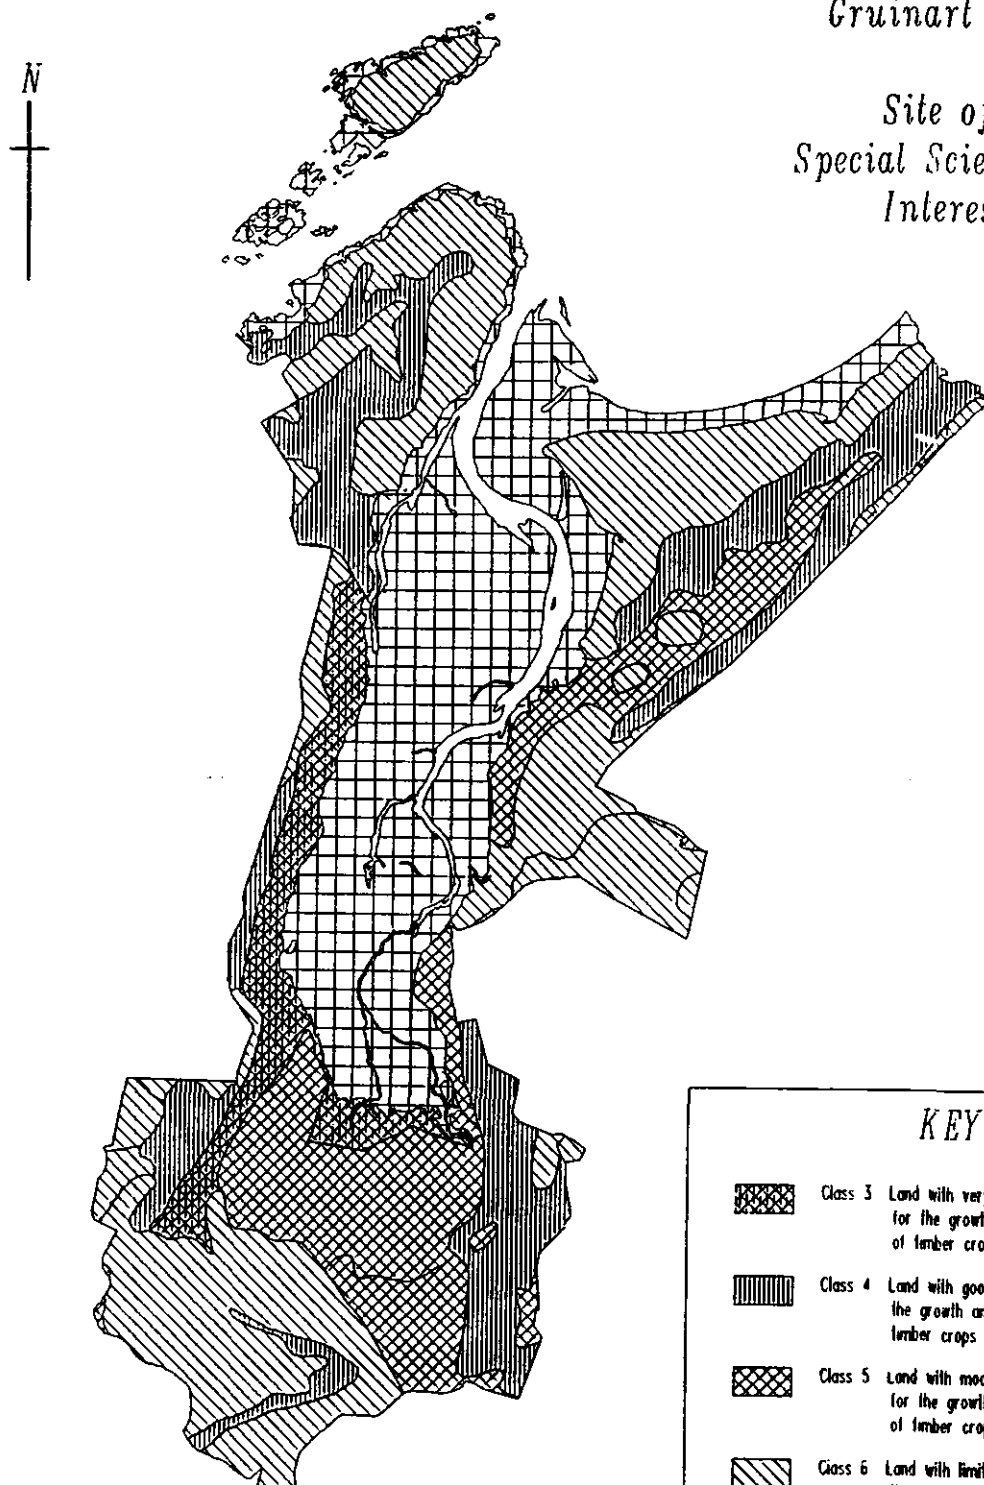 Gruinart
N
Site of
Special Scie
Interes
KEY
Class 3 Land with ver
for the growt
of timber cro
Class 4 Land with goo
the growth an
timber crops
Class 5 Land with mod
for the growt
of timber cro
Class 6 Land with limit